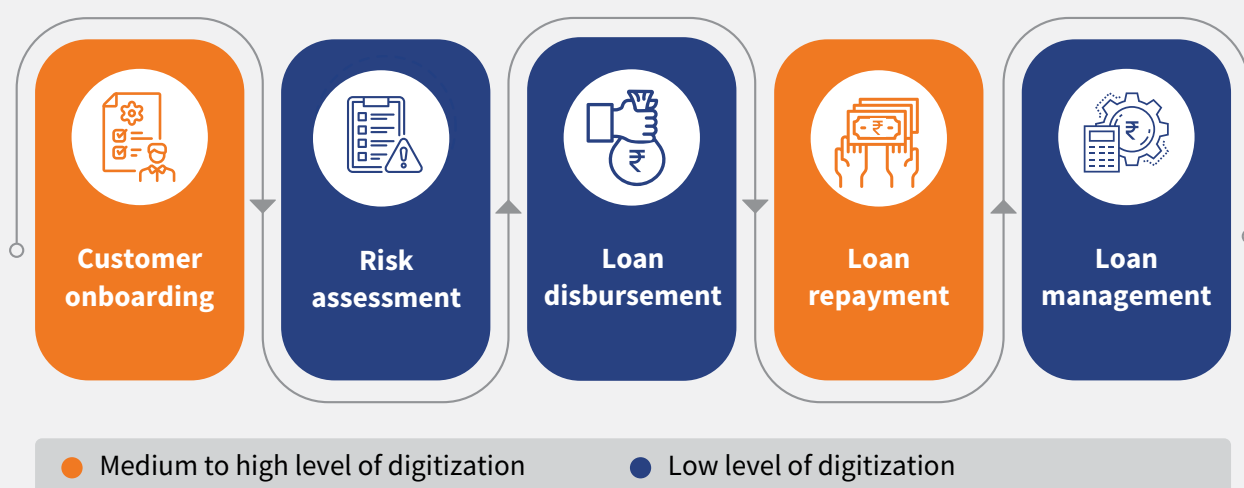 Customer
onboarding
Risk
assessment
Loan
disbursement
Loan
repayment
Loan
management
₹
₹
₹
Medium to high level of digitization
Low level of digitization